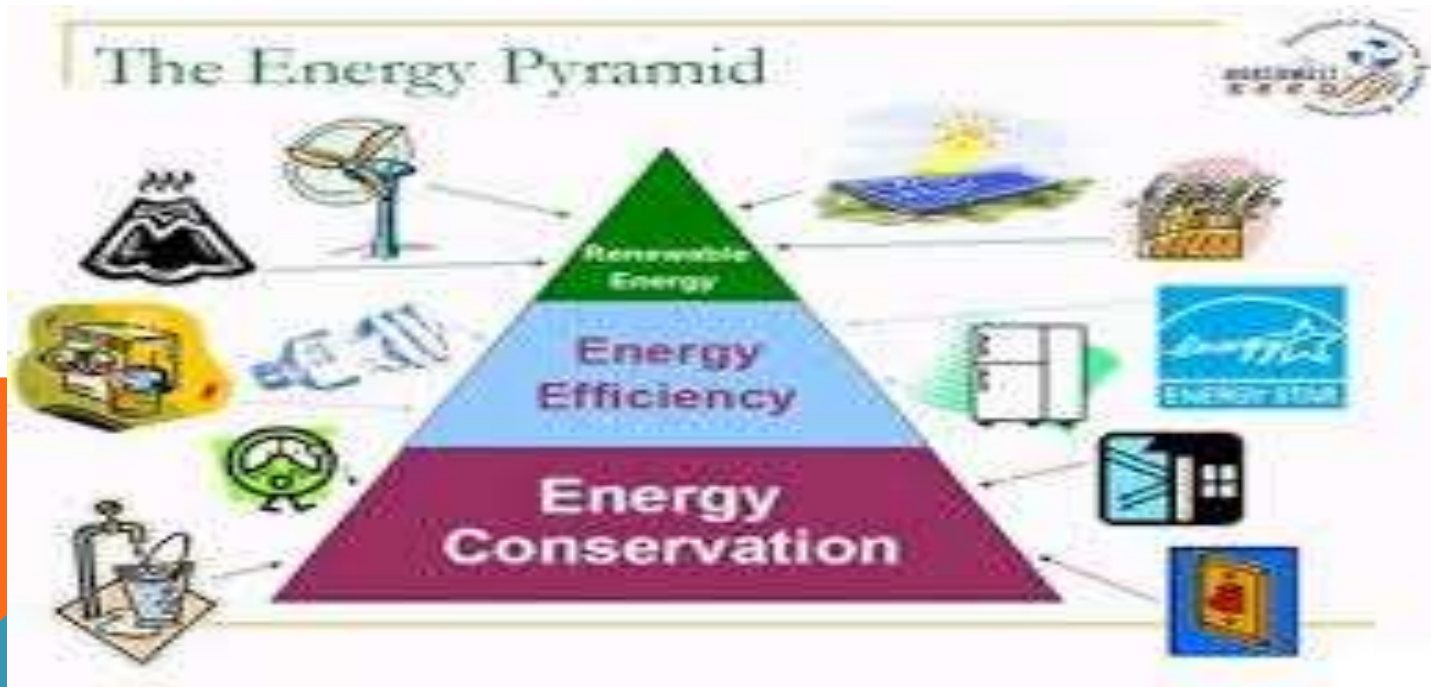 The Energy Pyramid
Renewable
Energy
Energy
Efficiency
ENERGY STAR
Energy
Conservation